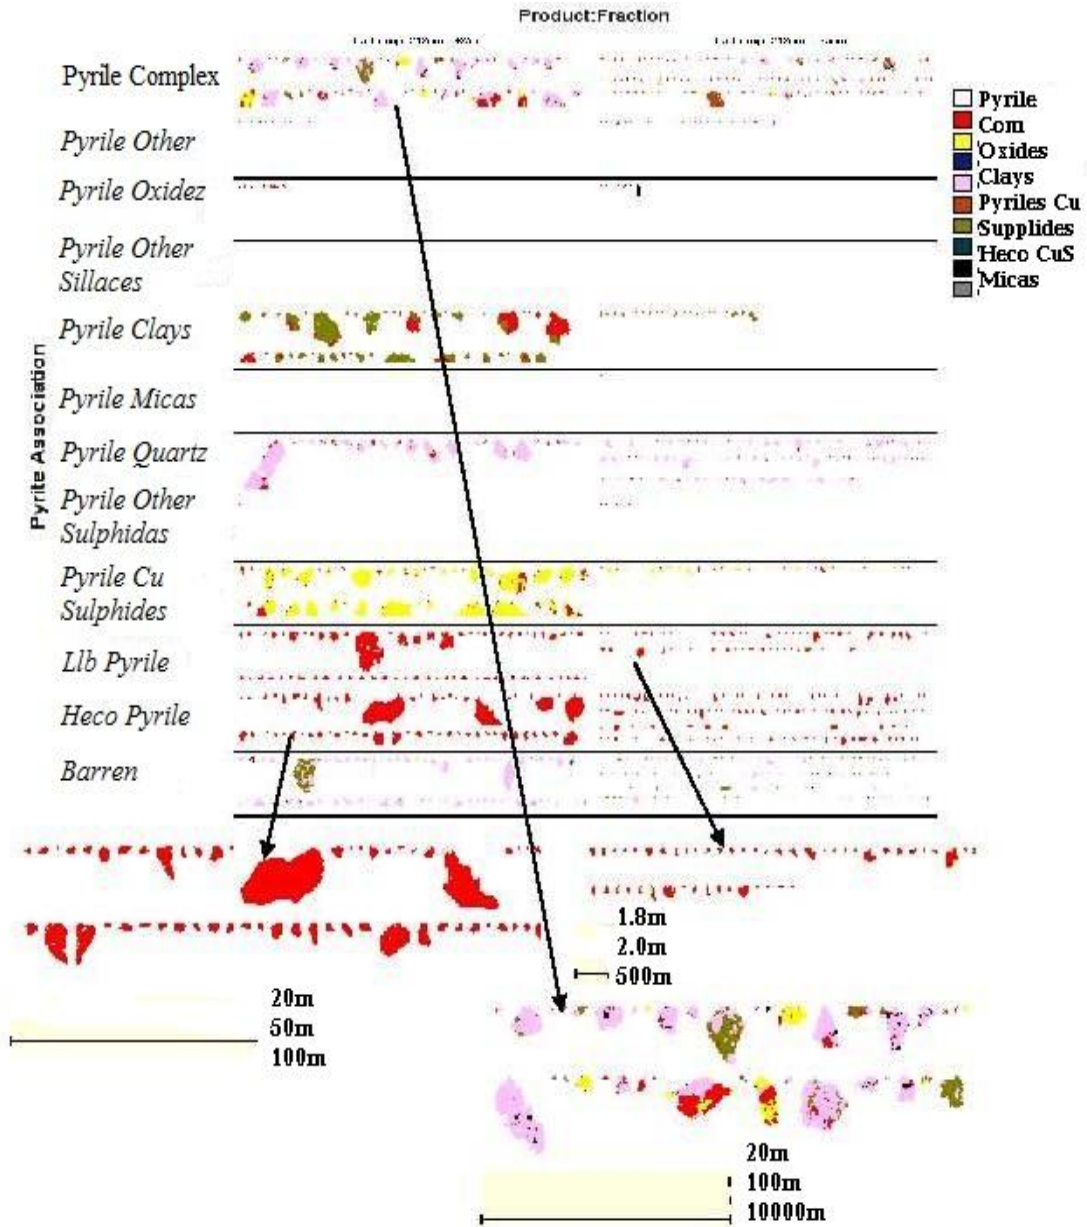 Product:Fraction
Pyrile Complex
Pyrile Other
Pyrile Oxidez
Pyrile Other
Sillaces
Pyrile Clays
Pyrile Micas
Pyrile Quartz
Pyrile Other
Sulphidas
Pyrile Cu
Sulphides
Llb Pyrile
Heco Pyrile
Barren
Pyrite Association
Pyrile
Com
Oxides
Clays
Pyriles Cu
Supplides
Heco CuS
Micas
1.8m
2.0m
500m
20m
50m
100m
20m
100m
10000m